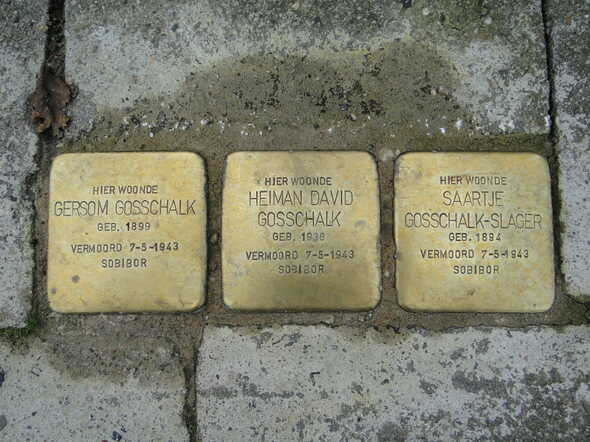 HIER WOONDE
GERSOM GOSSCHALK
GEB. 1899
VERMOORD 7-5-1943
SOBIBOR
HIER WOONDE
HEIMAN DAVID
GOSSCHALK
GEB. 1936
VERMOORD 7-5-1943
SOBIBOR
HIER WOONDE
SAARTJE
GOSSCHALK-SLAGER
GEB. 1894
VERMOORD 7-5-1943
SOBIBOR